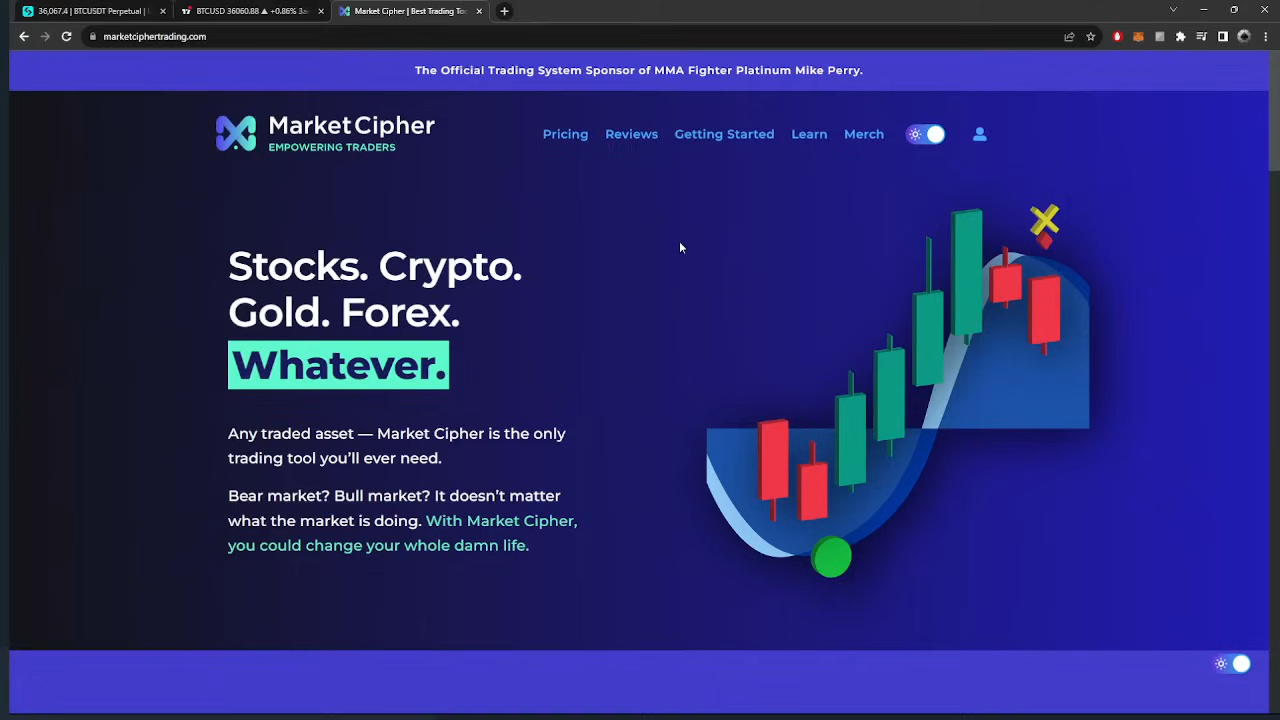 36,067.4 | BTCUSDT Perpetual |
BTCUSD 36060.88 ▲ +0.86%
Market Cipher | Best Trading Too
marketciphertrading.com
The Official Trading System Sponsor of MMA Fighter Platinum Mike Perry.
Market Cipher
EMPOWERING TRADERS
Pricing
Reviews
Getting Started
Learn
Merch
Stocks. Crypto.
Gold. Forex.
Whatever.
Any traded asset — Market Cipher is the only
trading tool you'll ever need.
Bear market? Bull market? It doesn't matter
what the market is doing. With Market Cipher,
you could change your whole damn life.